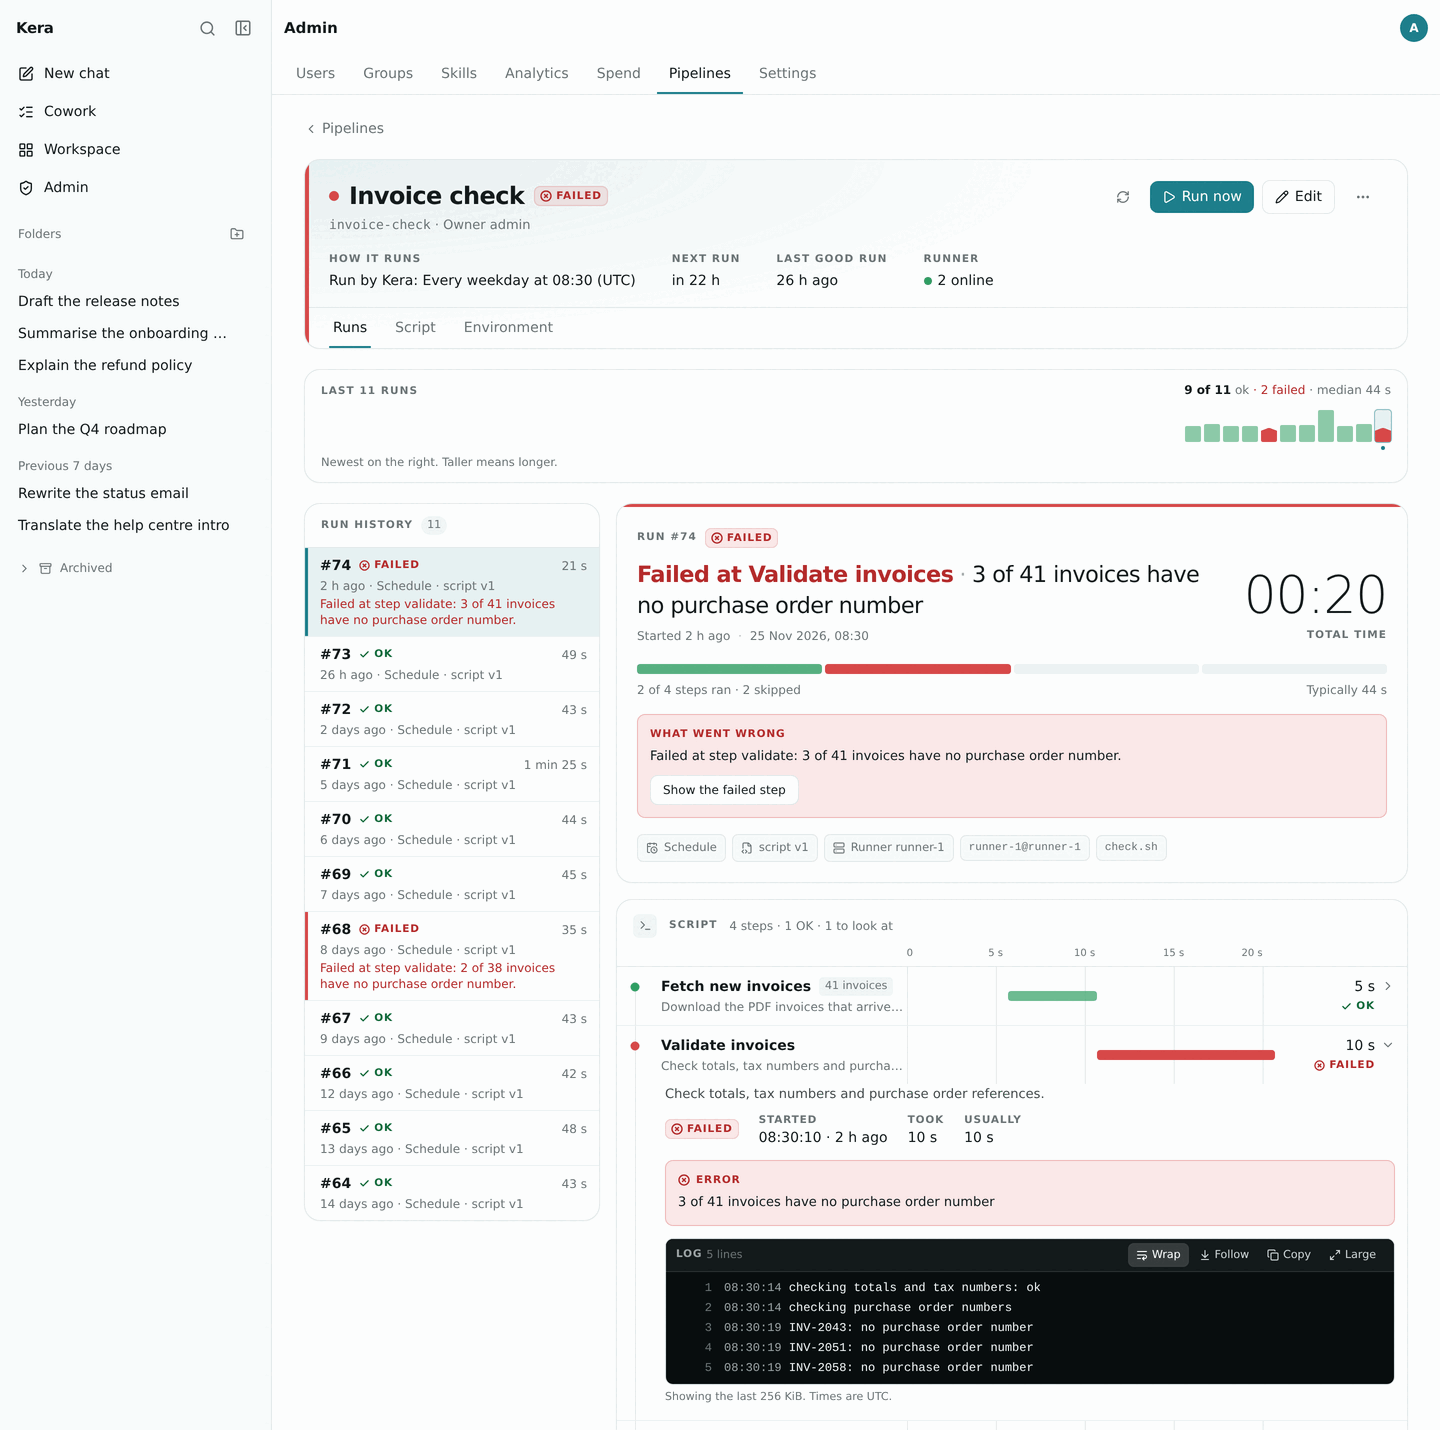 Kera
New chat
Cowork
Workspace
Admin
Folders
Today
Draft the release notes
Summarise the onboarding ...
Explain the refund policy
Yesterday
Plan the Q4 roadmap
Previous 7 days
Rewrite the status email
Translate the help centre intro
Archived
Admin
A
Users Groups Skills Analytics Spend Pipelines Settings
Pipelines
Invoice check FAILED
Run now Edit
invoice-check · Owner admin
HOW IT RUNS NEXT RUN LAST GOOD RUN RUNNER
Run by Kera: Every weekday at 08:30 (UTC) in 22 h 26 h ago 2 online
Runs Script Environment
LAST 11 RUNS
9 of 11 ok · 2 failed · median 44 s
Newest on the right. Taller means longer.
RUN HISTORY 11
#74 FAILED 21 s
2 h ago · Schedule · script v1
Failed at step validate: 3 of 41 invoices
have no purchase order number.
#73 OK 49 s
26 h ago · Schedule · script v1
#72 OK 43 s
2 days ago · Schedule · script v1
#71 OK 1 min 25 s
5 days ago · Schedule · script v1
#70 OK 44 s
6 days ago · Schedule · script v1
#69 OK 45 s
7 days ago · Schedule · script v1
#68 FAILED 35 s
8 days ago · Schedule · script v1
Failed at step validate: 2 of 38 invoices
have no purchase order number.
#67 OK 43 s
9 days ago · Schedule · script v1
#66 OK 42 s
12 days ago · Schedule · script v1
#65 OK 48 s
13 days ago · Schedule · script v1
#64 OK 43 s
14 days ago · Schedule · script v1
RUN #74 FAILED
Failed at Validate invoices · 3 of 41 invoices have
no purchase order number
00:20
TOTAL TIME
Started 2 h ago · 25 Nov 2026, 08:30
2 of 4 steps ran · 2 skipped Typically 44 s
WHAT WENT WRONG
Failed at step validate: 3 of 41 invoices have no purchase order number.
Show the failed step
Schedule script v1 Runner runner-1 runner-1@runner-1 check.sh
SCRIPT 4 steps · 1 OK · 1 to look at
0 5 s 10 s 15 s 20 s
Fetch new invoices 41 invoices 5 s
Download the PDF invoices that arrive... OK
Validate invoices 10 s
Check totals, tax numbers and purcha... FAILED
Check totals, tax numbers and purchase order references.
FAILED
STARTED TOOK USUALLY
08:30:10 · 2 h ago 10 s 10 s
ERROR
3 of 41 invoices have no purchase order number
LOG 5 lines Wrap Follow Copy Large
1 08:30:14 checking totals and tax numbers: ok
2 08:30:14 checking purchase order numbers
3 08:30:19 INV-2043: no purchase order number
4 08:30:19 INV-2051: no purchase order number
5 08:30:19 INV-2058: no purchase order number
Showing the last 256 KiB. Times are UTC.